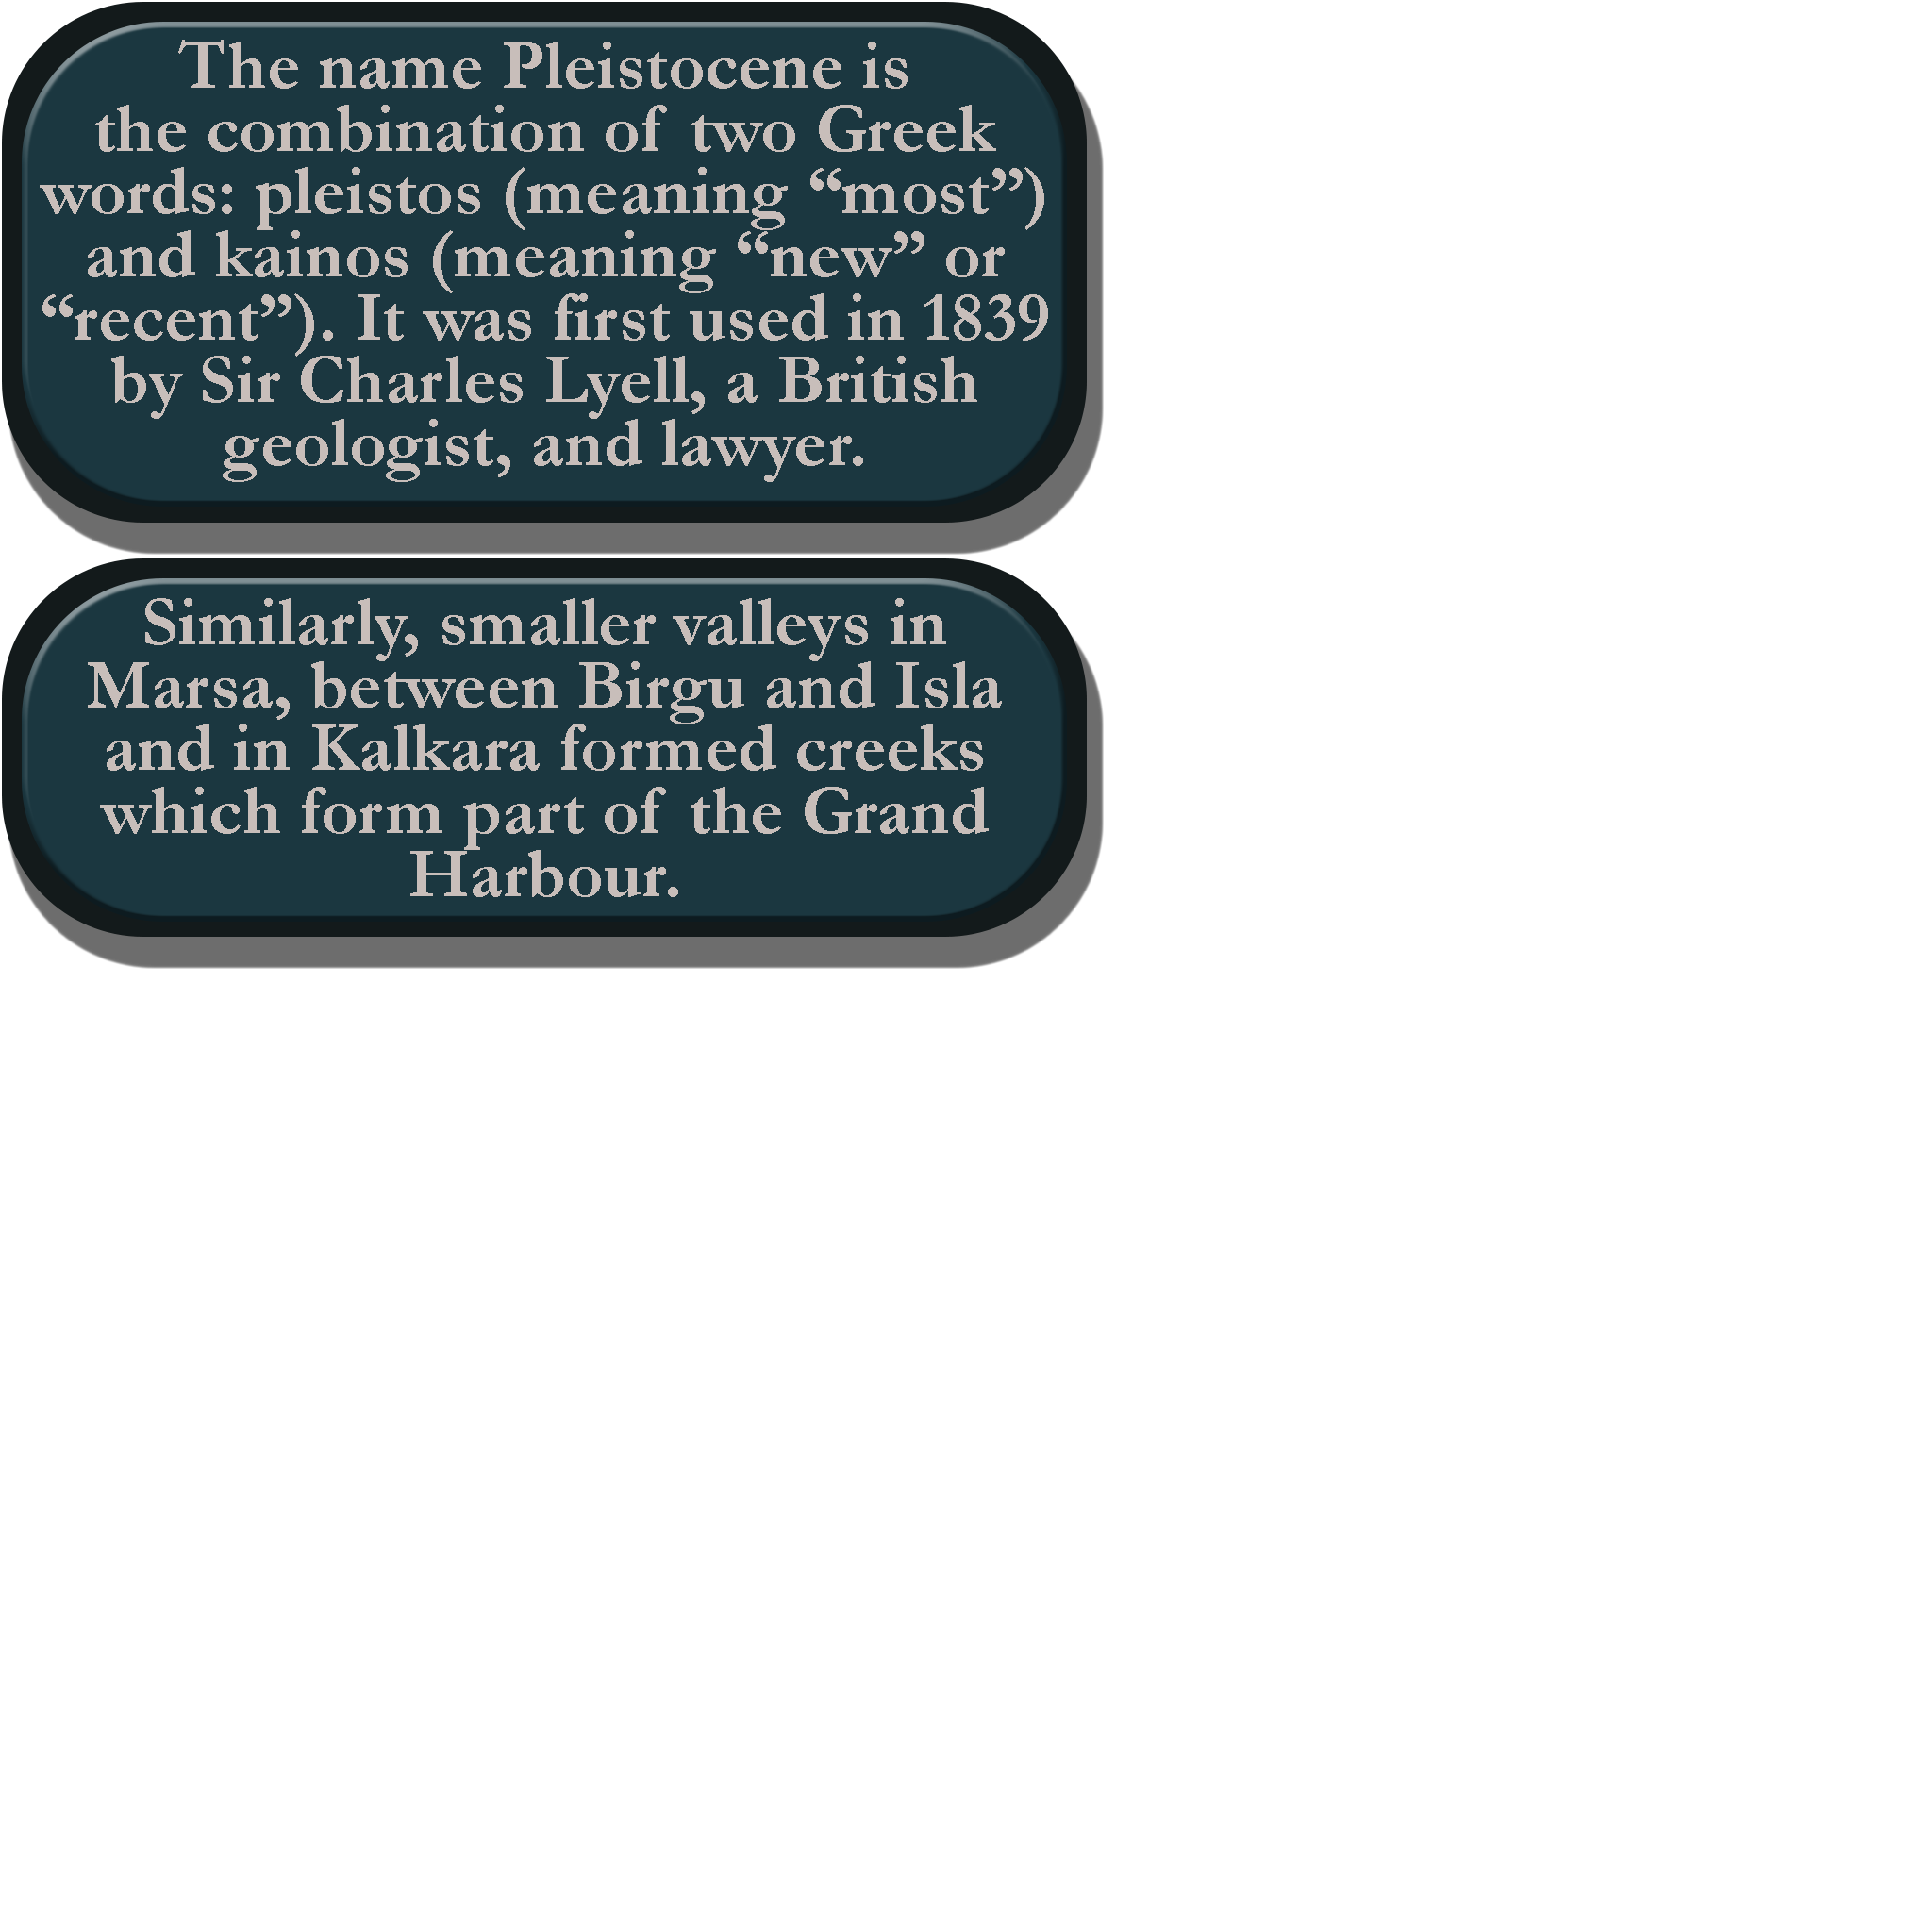 The name Pleistocene is
the combination of two Greek
words: pleistos (meaning “most”)
and kainos (meaning “new” or
“recent”). It was first used in 1839
by Sir Charles Lyell, a British
geologist, and lawyer.
Similarly, smaller valleys in
Marsa, between Birgu and Isla
and in Kalkara formed creeks
which form part of the Grand
Harbour.